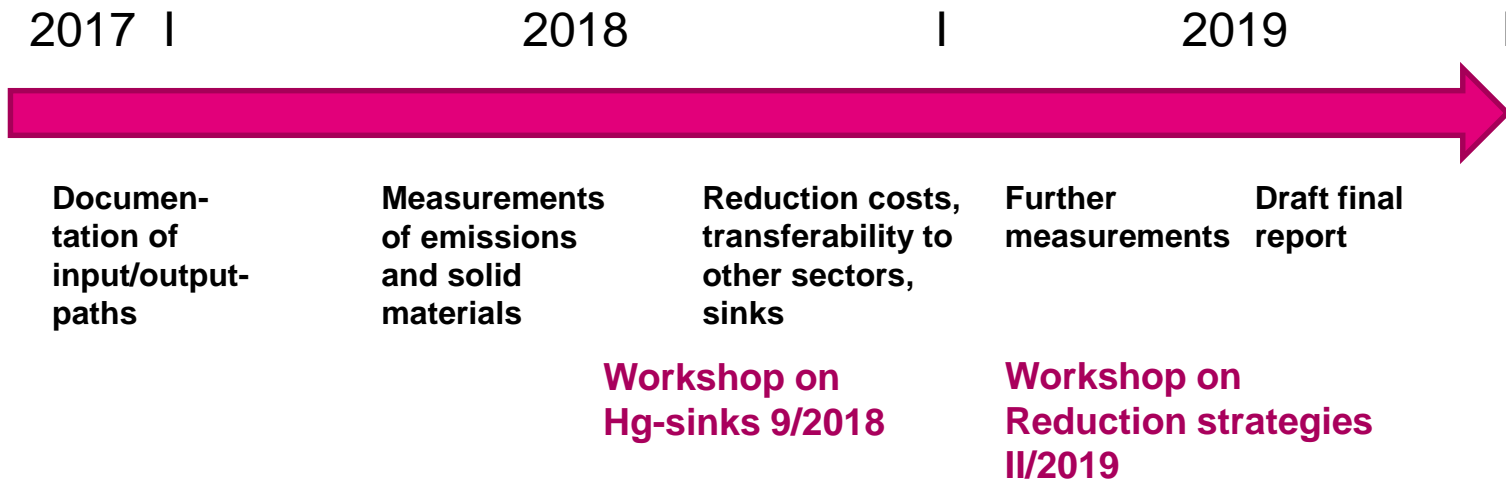 2017 I 2018 I 2019 I
Documen-
tation of
input/output-
paths
Measurements
of emissions
and solid
materials
Reduction costs,
transferability to
other sectors,
sinks
Further
measurements
Draft final
report
Workshop on
Hg-sinks 9/2018
Workshop on
Reduction strategies
II/2019